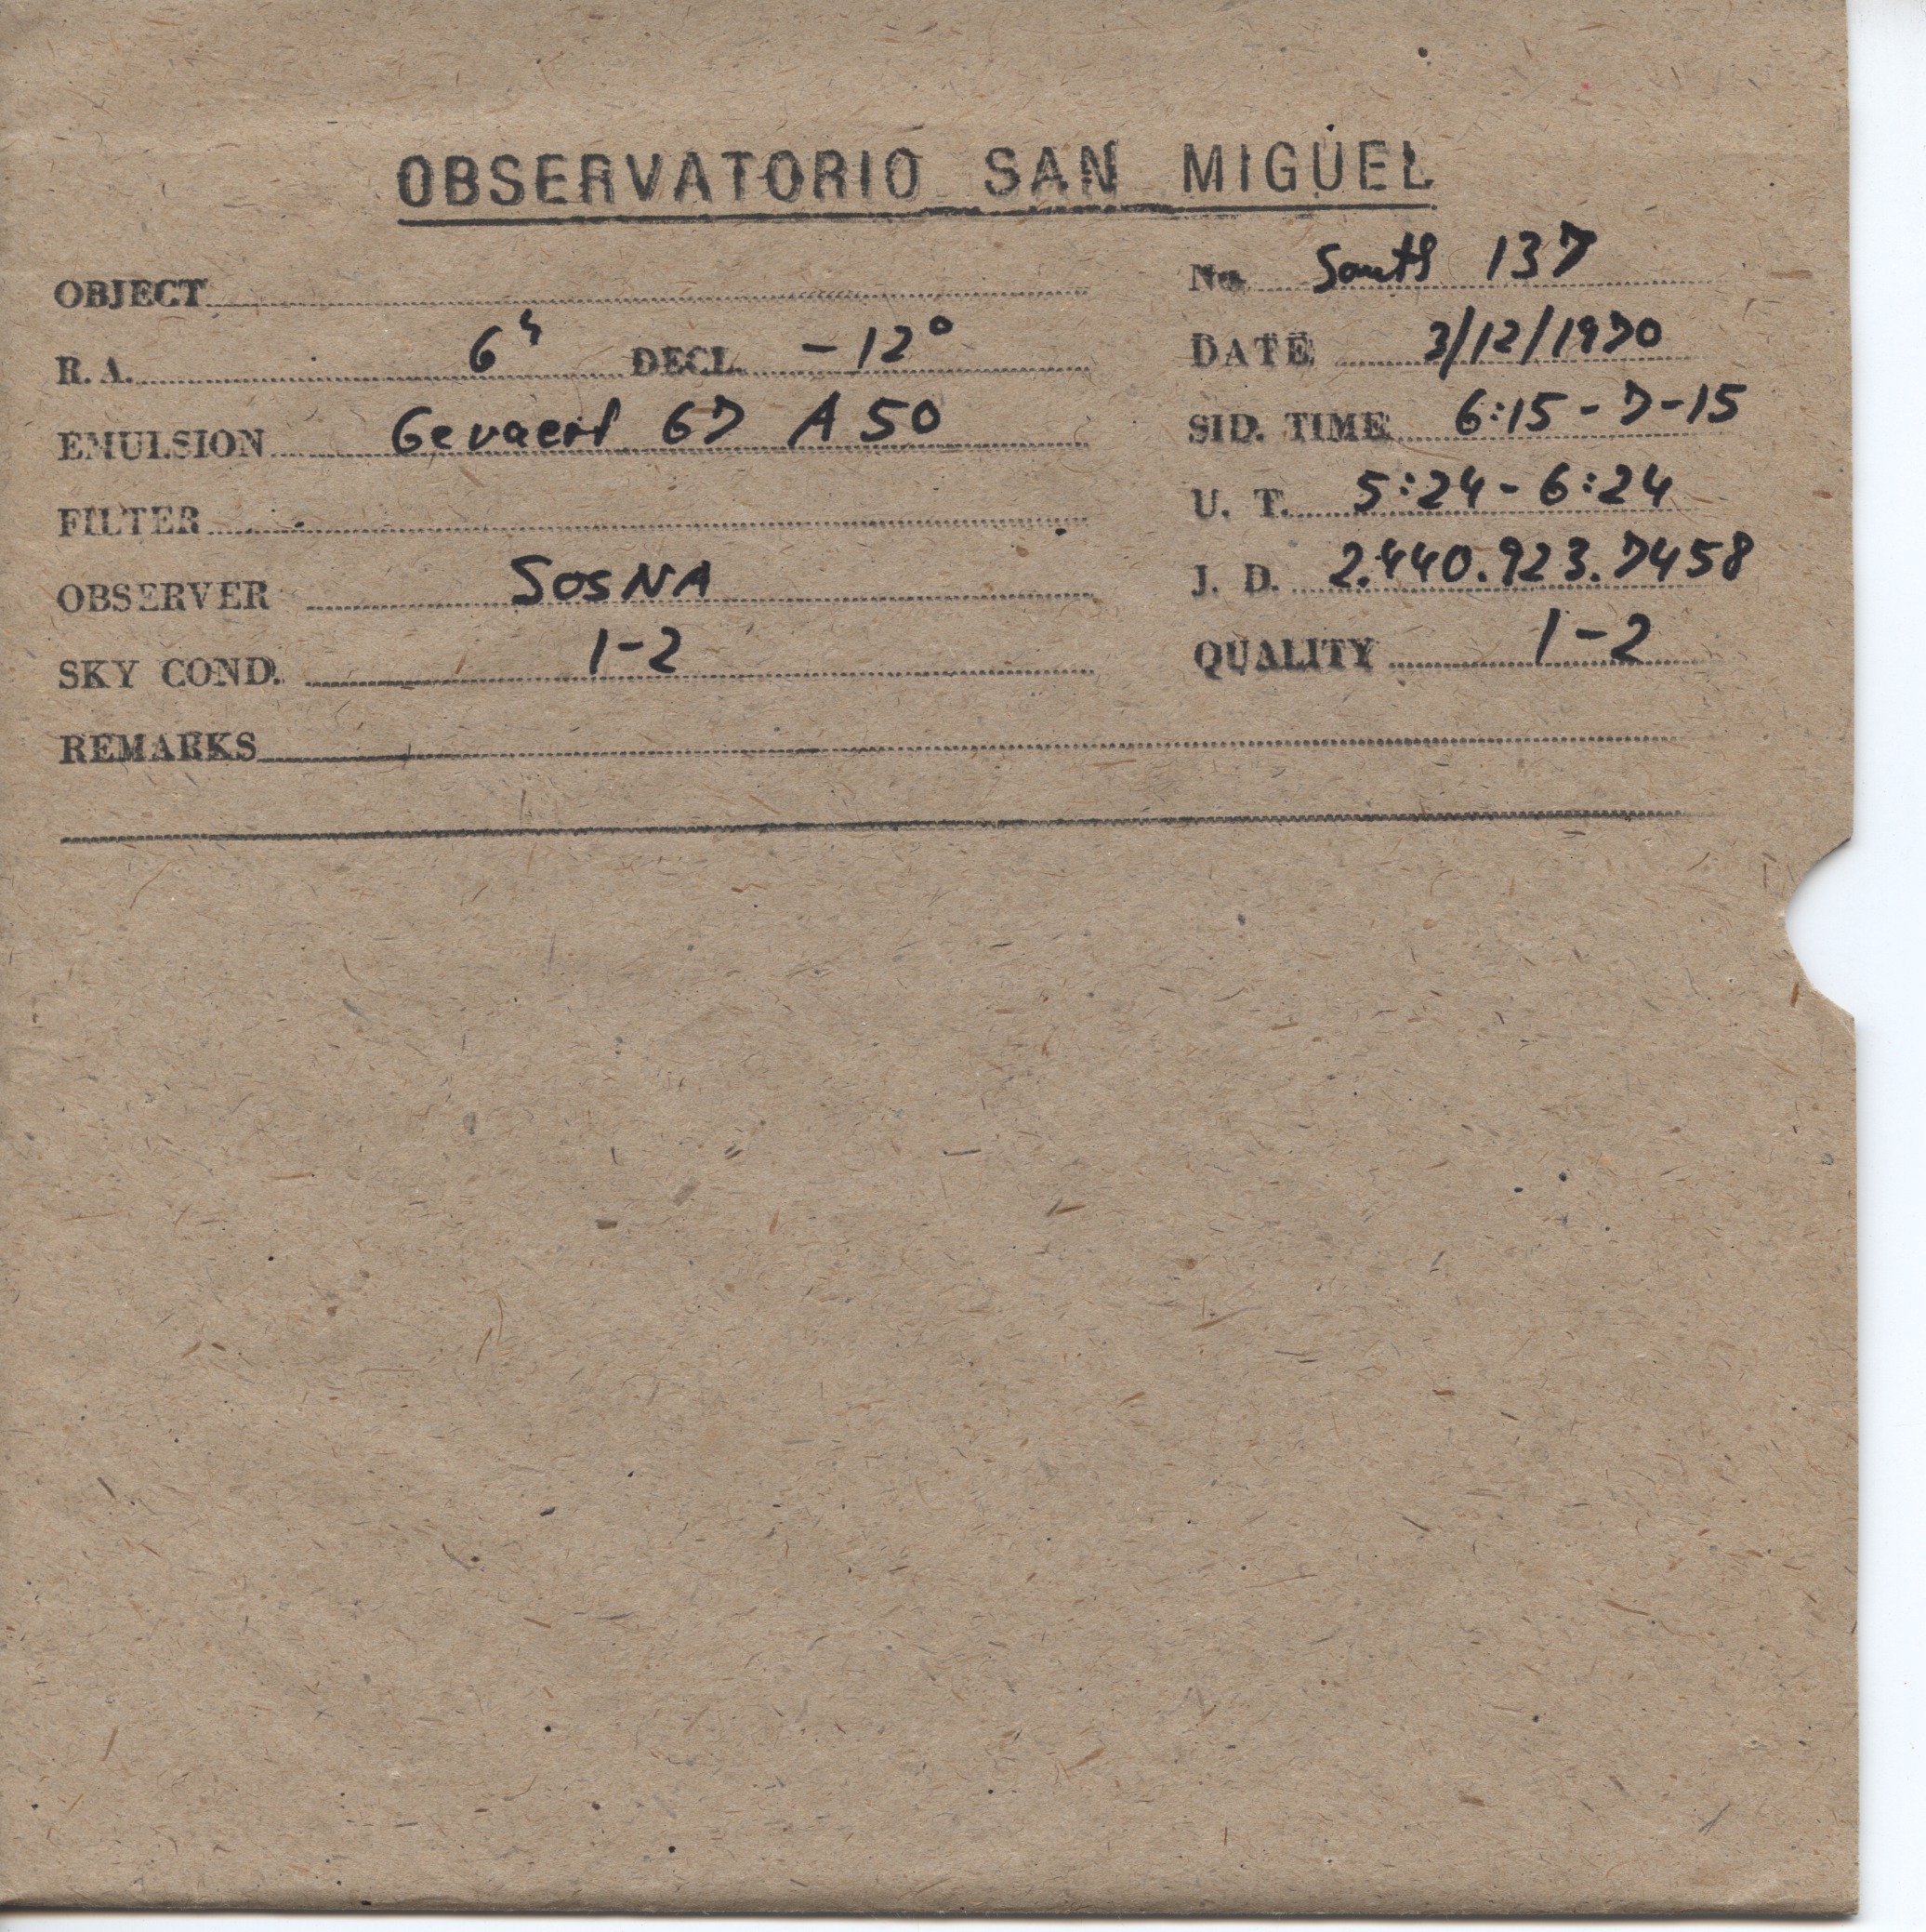 OBSERVATORIO SAN MIGUEL
OBJECT
No. South 137
R. A. 6h DECL. -12°
DATE 3/12/1970
EMULSION Gevaert 67 A 50
SID. TIME 6:15 - 7-15
FILTER
U. T. 5:24 - 6:24
OBSERVER SOSNA
J. D. 2.440.923.7458
SKY COND. 1-2
QUALITY 1-2
REMARKS